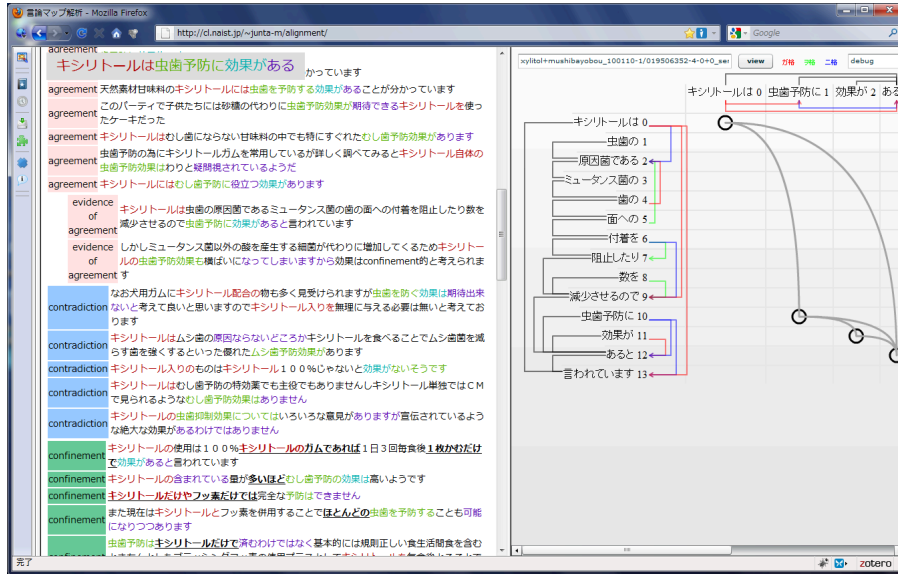 言論マップ解析 - Mozilla Firefox
http://cl.naist.jp/~junta-m/alignment/
Google
agreement
キシリトールは虫歯予防に効果がある
かっています
agreement 天然素材甘味料のキシリトールには虫歯を予防する効果があることが分かっています
agreement このパーティで子供たちには砂糖の代わりに虫歯予防効果が期待できるキシリトールを使っ
たケーキだった
agreement キシリトールはむし歯にならない甘味料の中でも特にすぐれたむし歯予防効果があります
agreement 虫歯予防の為にキシリトールガムを常用しているが詳しく調べてみるとキシリトール自体の
虫歯予防効果はわりと疑問視されているようだ
agreement キシリトールにはむし歯予防に役立つ効果があります
evidence of agreement キシリトールは虫歯の原因菌であるミュータンス菌の歯の面への付着を阻止したり数を
減少させるので虫歯予防に効果があると言われています
evidence of agreement しかしミュータンス菌以外の酸を産生する細菌が代わりに増加してくるためキシリトー
ルの虫歯予防効果も横ばいになってしまいますから効果はconfinement的と考えられま
す
contradiction なお犬用ガムにキシリトール配合の物も多く見受けられますが虫歯を防ぐ効果は期待出来
ないと考えて良いと思いますのでキシリトール入りを無理に与える必要は無いと考えてお
ります
contradiction キシリトールはムシ歯の原因ならないどころかキシリトールを食べることでムシ歯菌を減
らす歯を強くするといった優れたムシ歯予防効果があります
contradiction キシリトール入りのものはキシリトール１００％じゃないと効果がないそうです
contradiction キシリトールはむし歯予防の特効薬でも主役でもありませんしキシリトール単独ではＣＭ
で見られるようなむし歯予防効果はありません
contradiction キシリトールの虫歯抑制効果についてはいろいろな意見がありますが宣伝されているよう
な絶大な効果があるわけではありません
confinement キシリトールの使用は１００％キシリトールのガムであれば１日３回毎食後１枚かむだけ
で効果があると言われています
confinement キシリトールの含まれている量が多いほどむし歯予防の効果は高いようです
confinement キシリトールだけやフッ素だけでは完全な予防はできません
confinement また現在はキシリトールとフッ素を併用することでほとんどの虫歯を予防することも可能
になりつつあります
虫歯予防はキシリトールだけで済むわけではなく基本的には規則正しい食生活間食を含む
xylitol+mushibayobou_100110-1/019506352-4-0+0_se
view
ガ格 ヲ格 ニ格
debug
キシリトールは 0 虫歯予防に 1 効果が 2 ある
キシリトールは 0
虫歯の 1
原因菌である 2
ミュータンス菌の 3
歯の 4
面への 5
付着を 6
阻止したり 7
数を 8
減少させるので 9
虫歯予防に 10
効果が 11
あると 12
言われています 13
完了
zotero